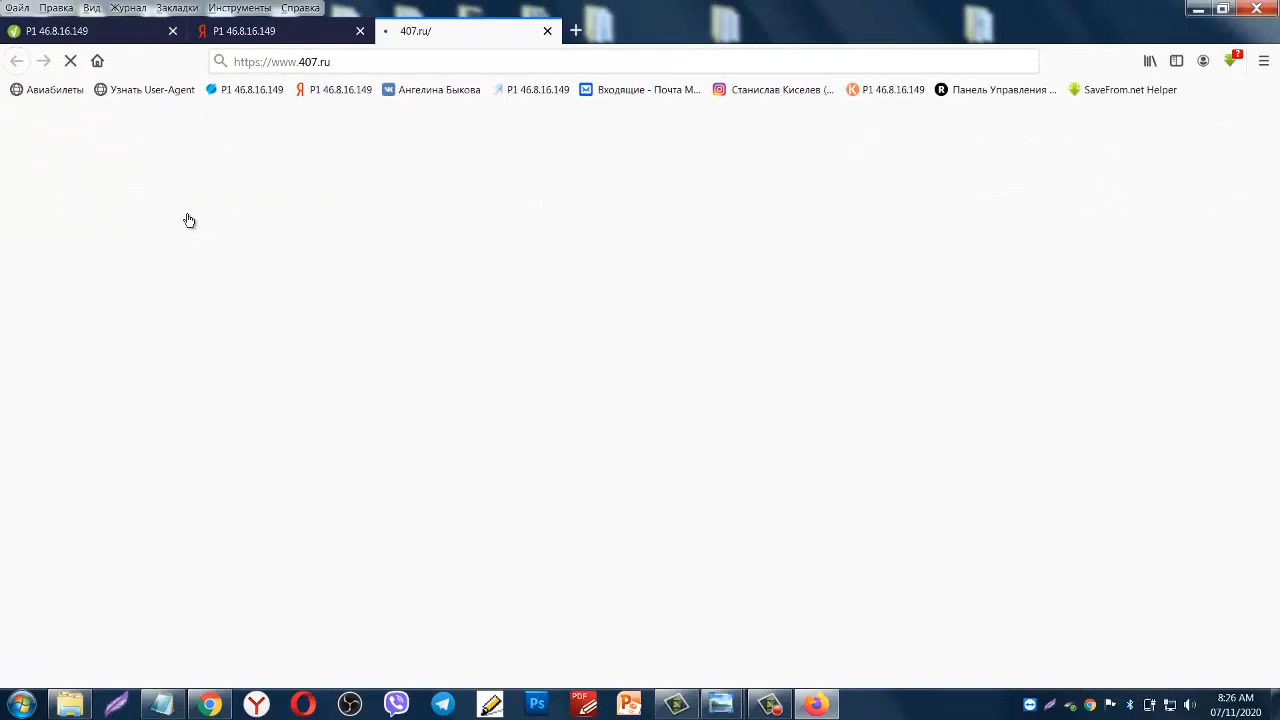 Файл Правка Вид Журнал Закладки Инструменты Справка
P1 46.8.16.149 P1 46.8.16.149 407.ru/
https://www.407.ru
Авиабилеты Узнать User-Agent P1 46.8.16.149 P1 46.8.16.149 Ангелина Быкова P1 46.8.16.149 Входящие - Почта M... Станислав Киселев (... P1 46.8.16.149 Панель Управления ... SaveFrom.net Helper
8:26 AM
07/11/2020